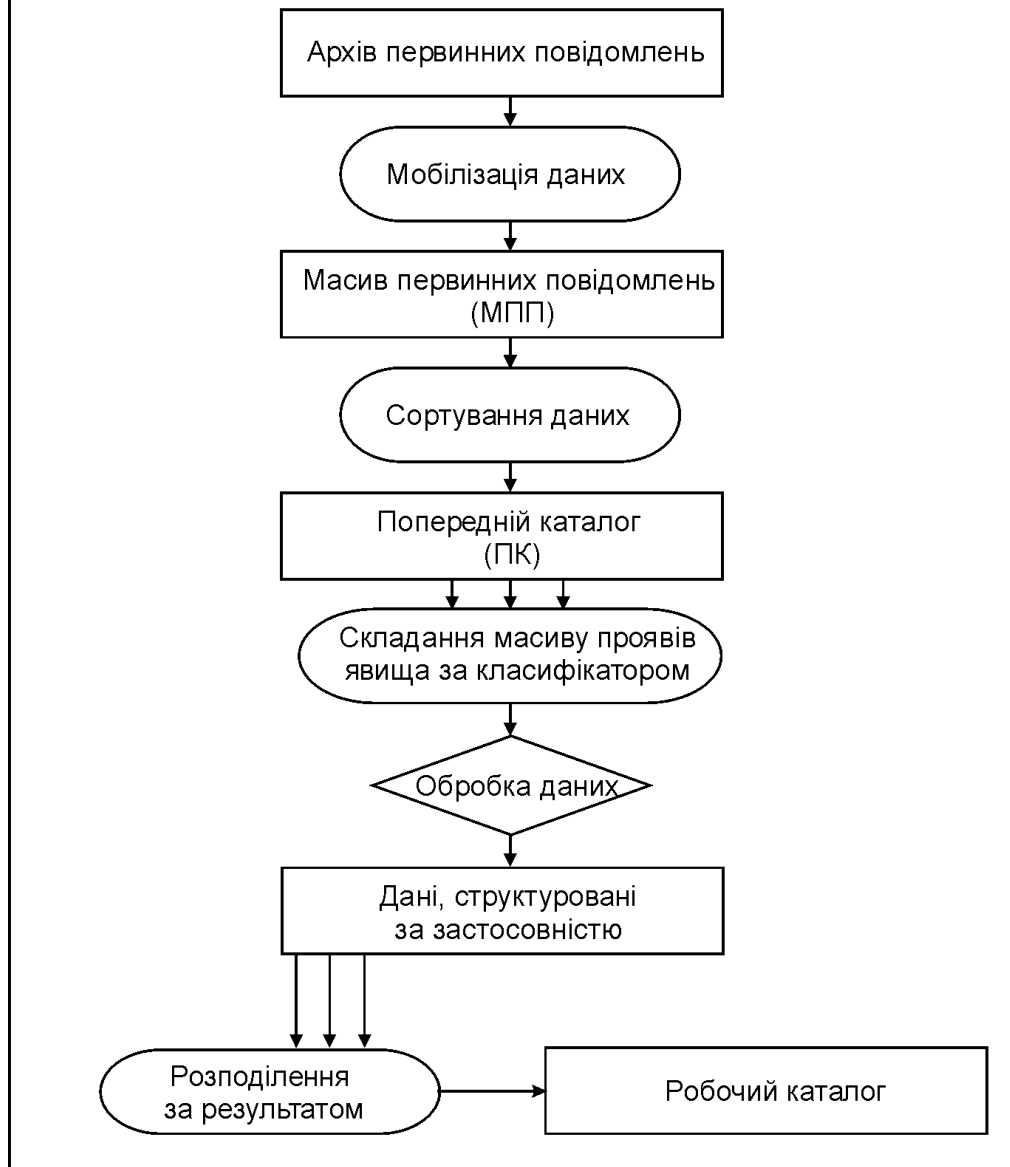 Архів первинних повідомлень
Мобілізація даних
Масив первинних повідомлень
(МПП)
Сортування даних
Попередній каталог
(ПК)
Складання масиву проявів
явища за класифікатором
Обробка даних
Дані, структуровані
за застосовністю
Розподілення
за результатом
Робочий каталог